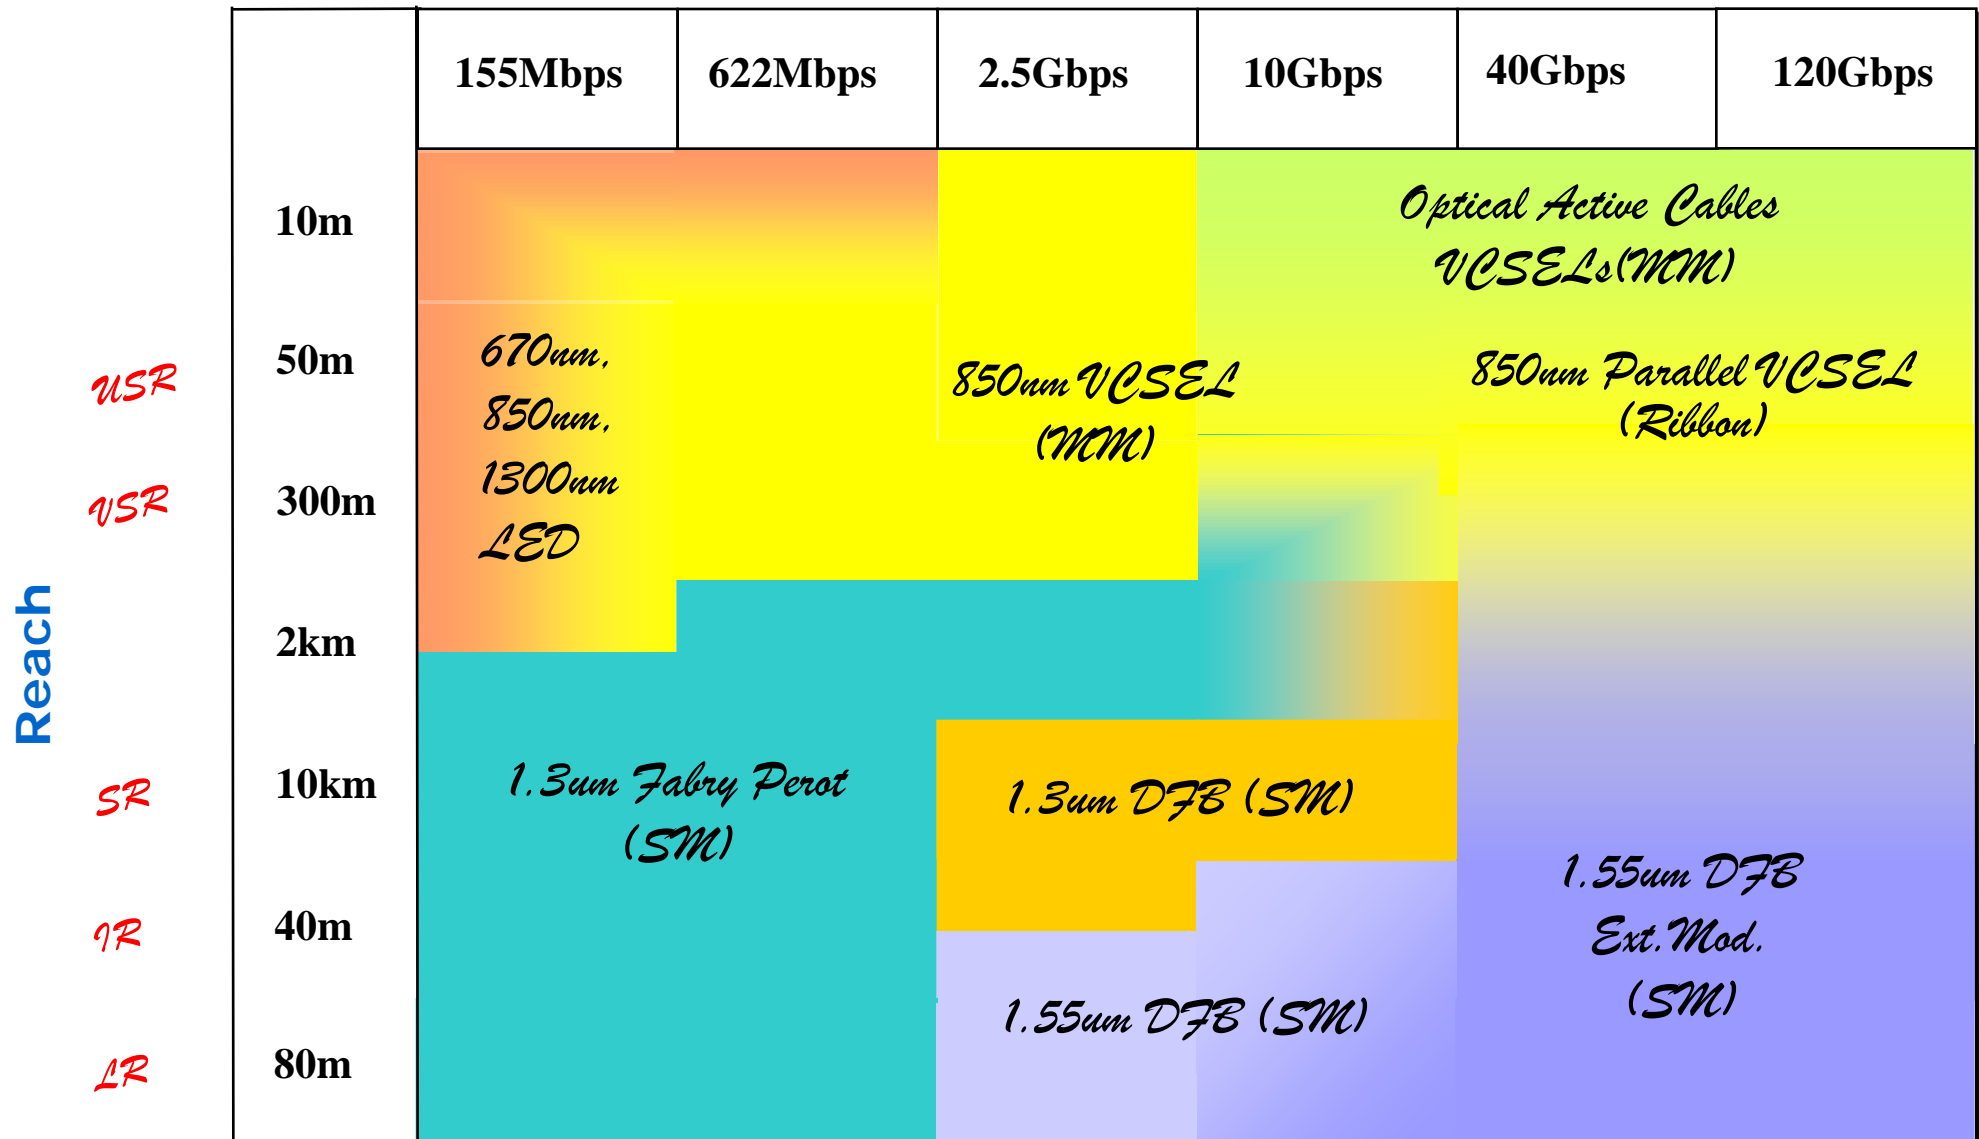 155Mbps 622Mbps 2.5Gbps 10Gbps 40Gbps 120Gbps
10m
Optical Active Cables
VCSELs(MM)
USR
50m
670nm,
850nm,
1300nm
LED
850nm VCSEL
(MM)
850nm Parallel VCSEL
(Ribbon)
VSR
300m
Reach
2km
SR
10km
1.3um Fabry Perot
(SM)
1.3um DFB (SM)
IR
40m
1.55um DFB
Ext.Mod.
(SM)
1.55um DFB (SM)
LR
80m